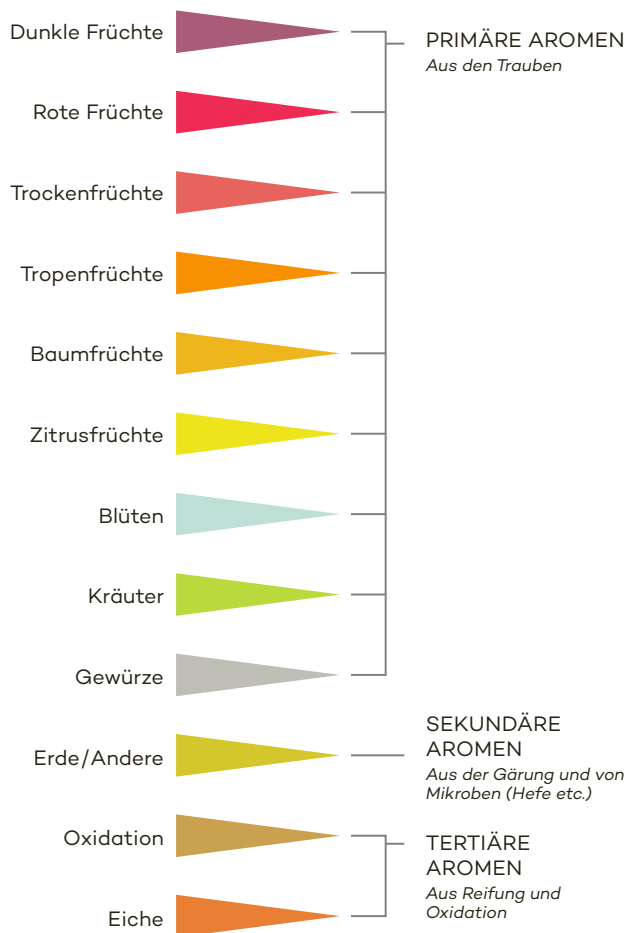 Dunkle Früchte
PRIMÄRE AROMEN
Aus den Trauben
Rote Früchte
Trockenfrüchte
Tropenfrüchte
Baumfrüchte
Zitrusfrüchte
Blüten
Kräuter
Gewürze
Erde/Andere
SEKUNDÄRE
AROMEN
Aus der Gärung und von
Mikroben (Hefe etc.)
Oxidation
Eiche
TERTIÄRE
AROMEN
Aus Reifung und
Oxidation